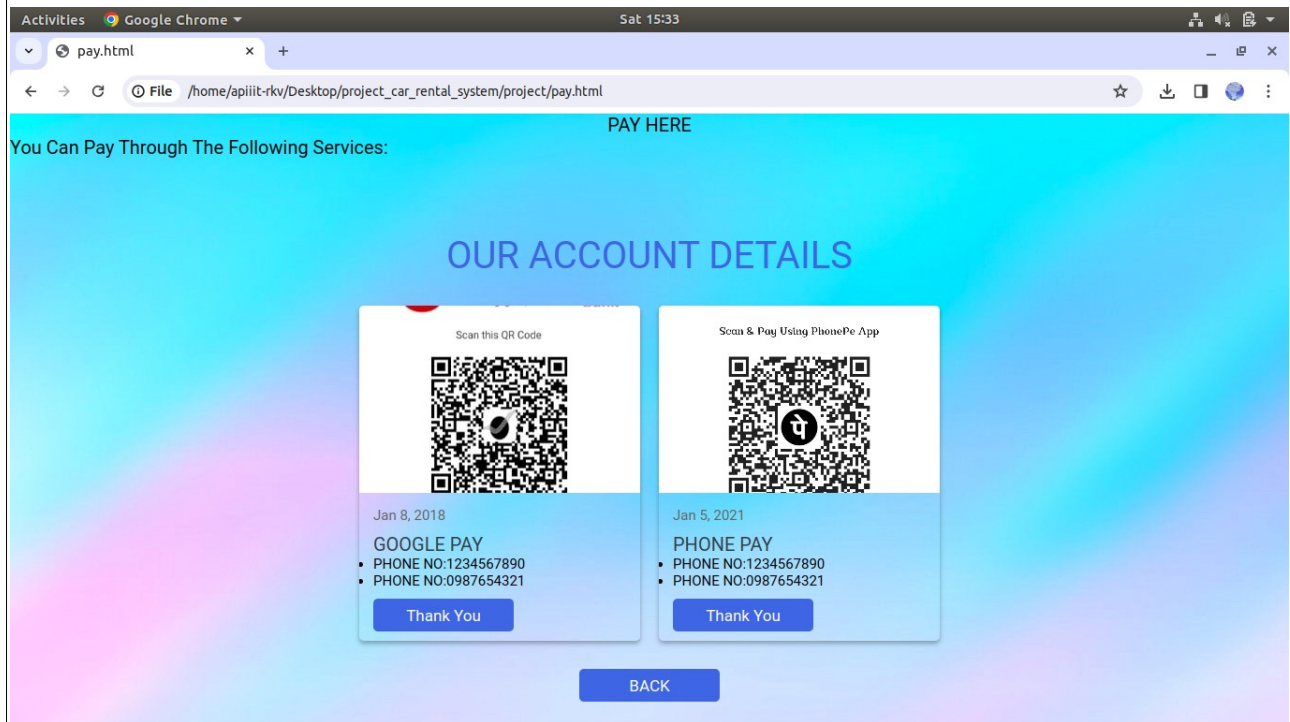 Activities Google Chrome Sat 15:33
pay.html
File /home/apiiit-rkv/Desktop/project_car_rental_system/project/pay.html
PAY HERE
You Can Pay Through The Following Services:
OUR ACCOUNT DETAILS
Scan this QR Code
Scan & Pay Using PhonePe App
पे
Jan 8, 2018
GOOGLE PAY
PHONE NO:1234567890
PHONE NO:0987654321
Thank You
Jan 5, 2021
PHONE PAY
PHONE NO:1234567890
PHONE NO:0987654321
Thank You
BACK